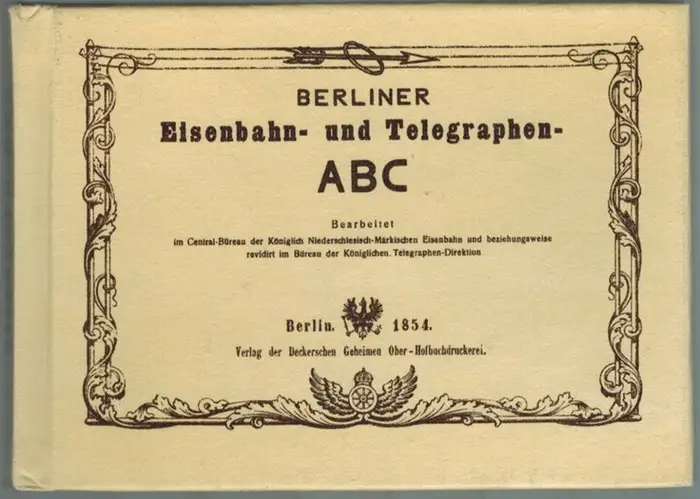 BERLINER
Eisenbahn- und Telegraphen-
ABC
Bearbeitet
im Central-Büreau der Königlich Niederschlesisch-Märkischen Eisenbahn und beziehungsweise
revidirt im Büreau der Königlichen Telegraphen-Direktion
Berlin. 1854.
Verlag der Deckerschen Geheimen Ober-Hofbuchdruckerei.